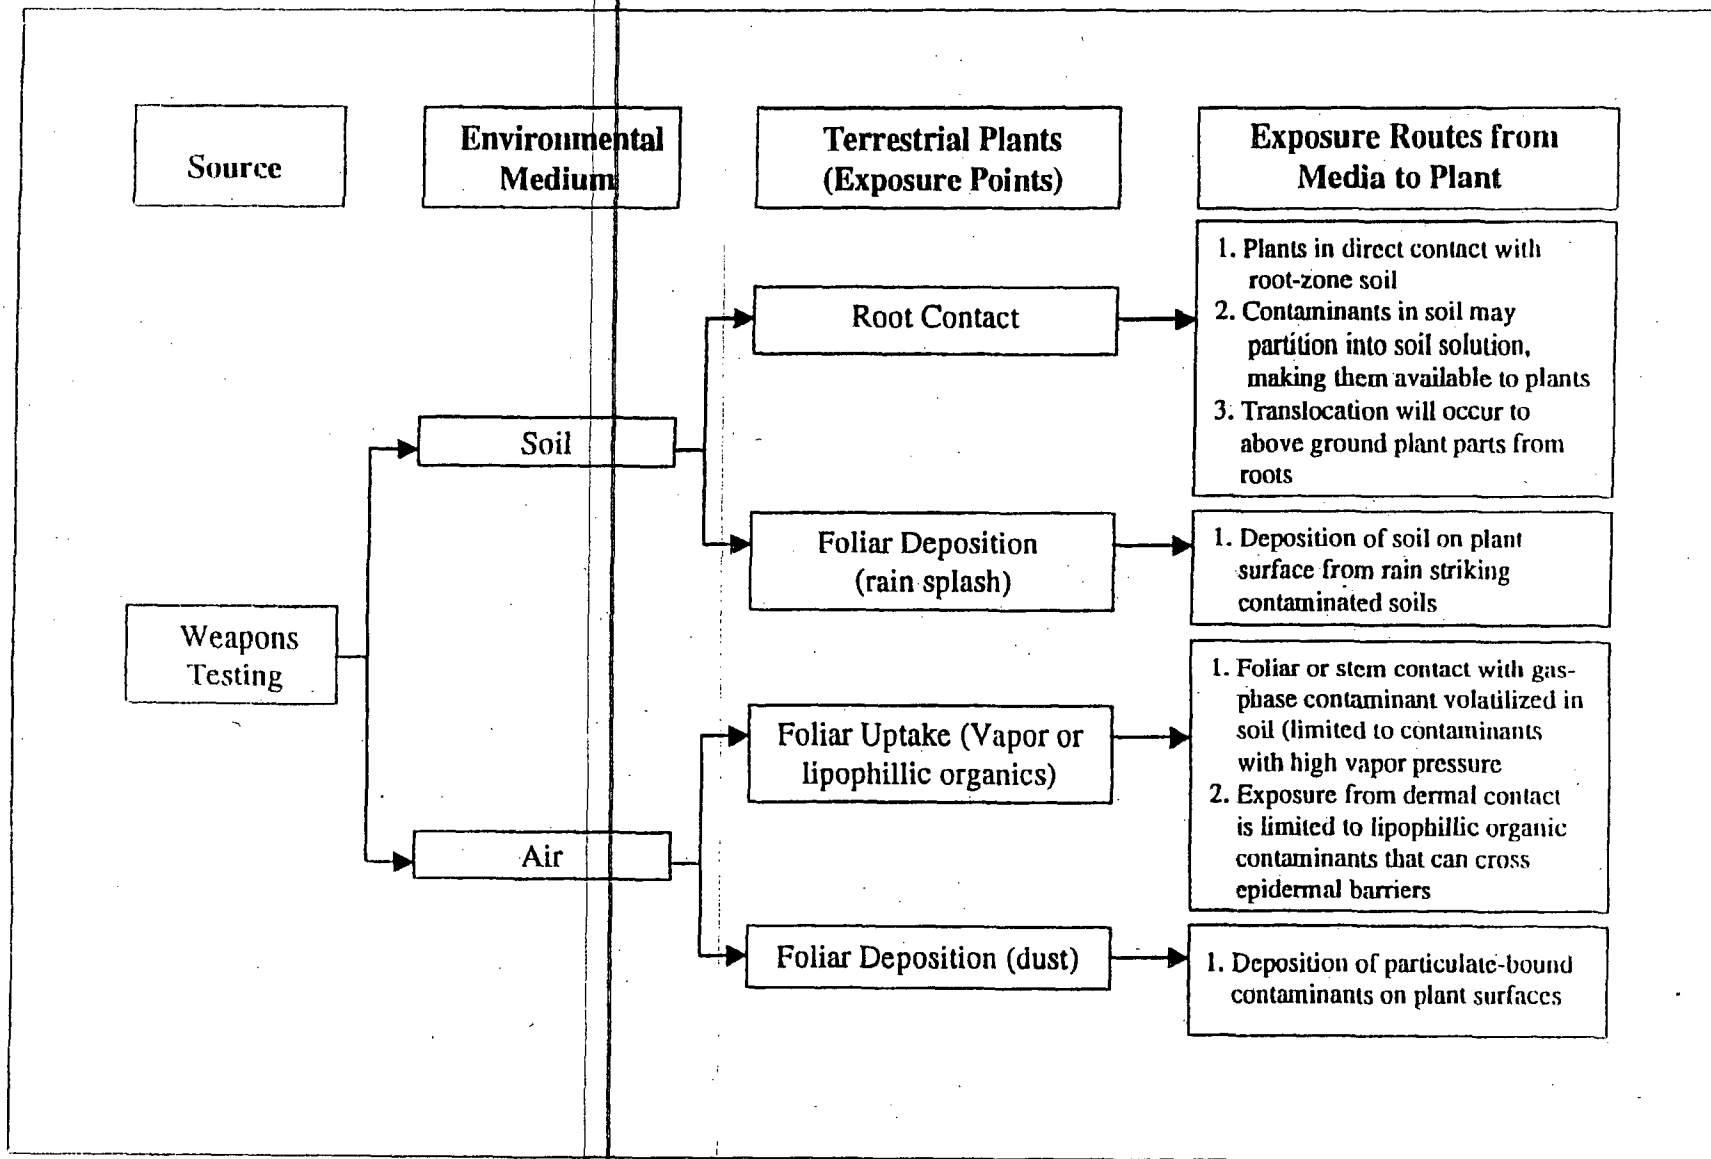 Source
Environmental
Medium
Terrestrial Plants
(Exposure Points)
Exposure Routes from
Media to Plant
Weapons
Testing
Soil
Air
Root Contact
Foliar Deposition
(rain splash)
Foliar Uptake (Vapor or
lipophillic organics)
Foliar Deposition (dust)
1. Plants in direct contact with
root-zone soil
2. Contaminants in soil may
partition into soil solution,
making them available to plants
3. Translocation will occur to
above ground plant parts from
roots
1. Deposition of soil on plant
surface from rain striking
contaminated soils
1. Foliar or stem contact with gas-
phase contaminant volatilized in
soil (limited to contaminants
with high vapor pressure
2. Exposure from dermal contact
is limited to lipophillic organic
contaminants that can cross
epidermal barriers
1. Deposition of particulate-bound
contaminants on plant surfaces